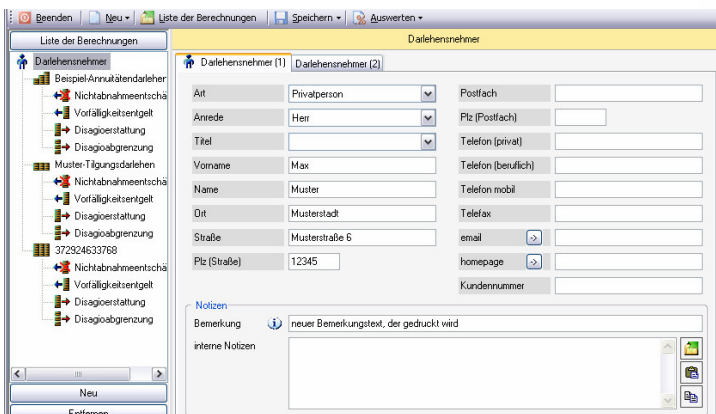 Beenden Neu Liste der Berechnungen Speichern Auswerten
Liste der Berechnungen
Darlehensnehmer
Beispiel-Annuitätendarlehen
Nichtabnahmeentschä
Vorfälligkeitsentgelt
Disagioerstattung
Disagioabgrenzung
Muster-Tilgungsdarlehen
Nichtabnahmeentschä
Vorfälligkeitsentgelt
Disagioerstattung
Disagioabgrenzung
372924633768
Nichtabnahmeentschä
Vorfälligkeitsentgelt
Disagioerstattung
Disagioabgrenzung
Neu
Entfernen
Darlehensnehmer
Darlehensnehmer (1) Darlehensnehmer (2)
Art Privatperson
Anrede Herr
Titel
Vorname Max
Name Muster
Ort Musterstadt
Straße Musterstraße 6
Plz (Straße) 12345
Postfach
Plz (Postfach)
Telefon (privat)
Telefon (beruflich)
Telefon mobil
Telefax
email
homepage
Kundennummer
Notizen
Bemerkung neuer Bemerkungstext, der gedruckt wird
interne Notizen